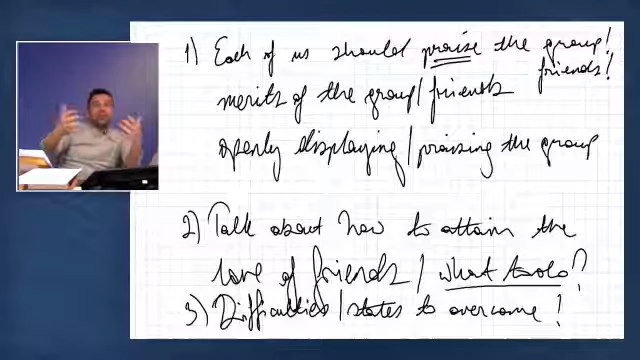 1) Each of us should praise the group!
friends!
merits of the group/friends
openly displaying/praising the group
2) Talk about how to attain the
love of friends/what tools?
3) Difficulties/states to overcome!